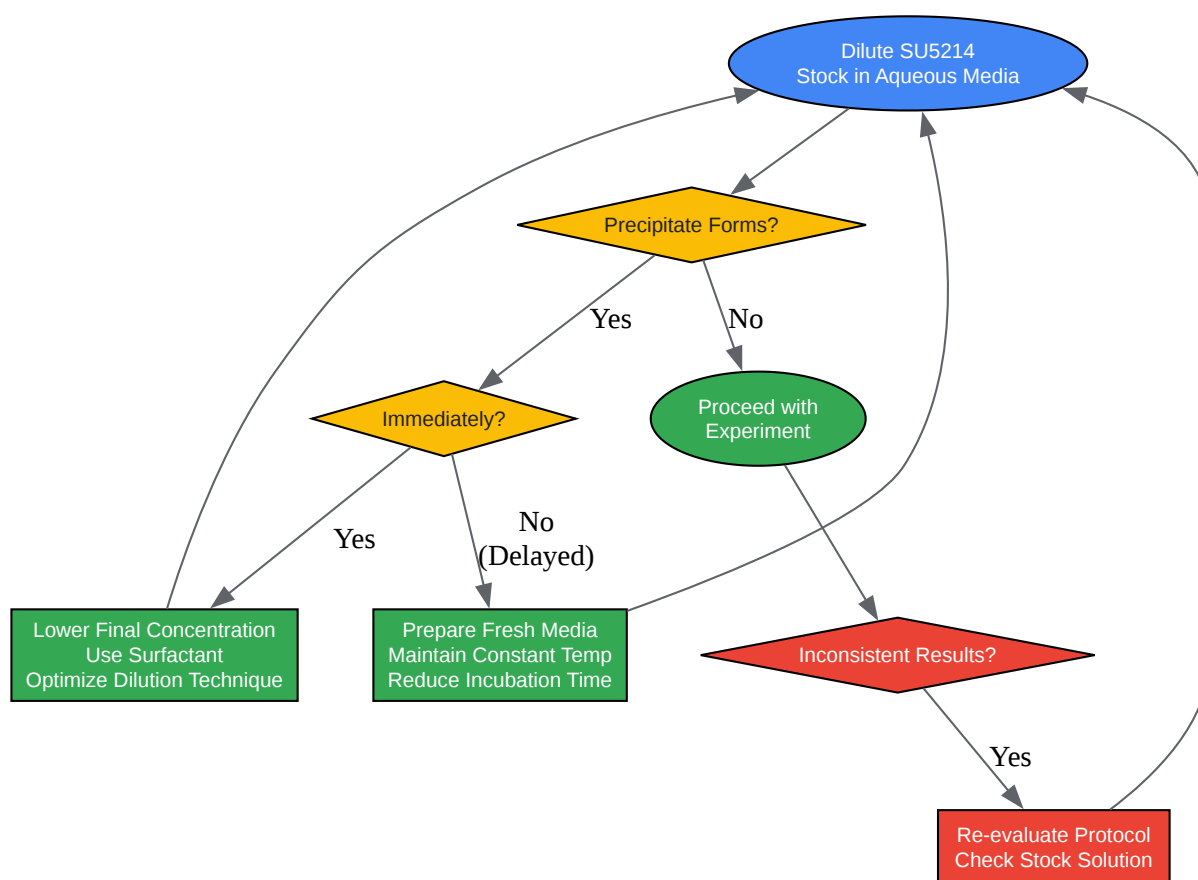 Dilute SU5214
Stock in Aqueous Media
Precipitate Forms?
Yes
No
Immediately?
Proceed with
Experiment
Yes
No
(Delayed)
Lower Final Concentration
Use Surfactant
Optimize Dilution Technique
Prepare Fresh Media
Maintain Constant Temp
Reduce Incubation Time
Inconsistent Results?
Yes
Re-evaluate Protocol
Check Stock Solution